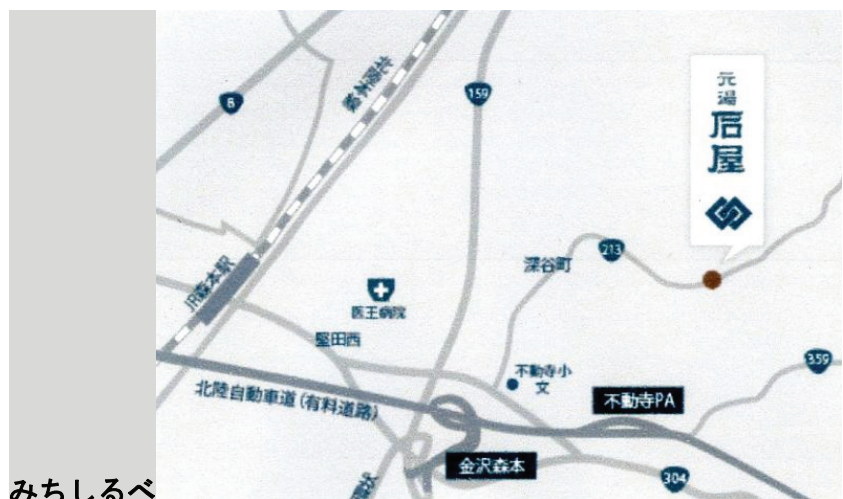 8
北陸本線
159
元
湯
石
屋
213
深谷町
JR森本駅
医王病院
堅田西
359
不動寺小
文
北陸自動車道(有料道路)
不動寺PA
金沢森本
304
みちしるべ